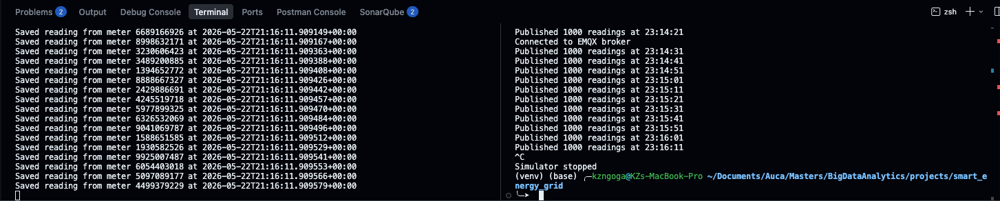 Problems 2 Output Debug Console Terminal Ports Postman Console SonarQube 2 zsh
Saved reading from meter 6689166926 at 2026-05-22T21:16:11.909149+00:00
Saved reading from meter 8998632171 at 2026-05-22T21:16:11.909167+00:00
Saved reading from meter 3230606423 at 2026-05-22T21:16:11.909363+00:00
Saved reading from meter 3489200885 at 2026-05-22T21:16:11.909388+00:00
Saved reading from meter 1394652772 at 2026-05-22T21:16:11.909408+00:00
Saved reading from meter 8888667327 at 2026-05-22T21:16:11.909426+00:00
Saved reading from meter 2429886691 at 2026-05-22T21:16:11.909442+00:00
Saved reading from meter 4245519718 at 2026-05-22T21:16:11.909457+00:00
Saved reading from meter 5977899325 at 2026-05-22T21:16:11.909470+00:00
Saved reading from meter 6326532069 at 2026-05-22T21:16:11.909484+00:00
Saved reading from meter 9041069787 at 2026-05-22T21:16:11.909496+00:00
Saved reading from meter 1588651585 at 2026-05-22T21:16:11.909512+00:00
Saved reading from meter 1930582526 at 2026-05-22T21:16:11.909529+00:00
Saved reading from meter 9925007487 at 2026-05-22T21:16:11.909541+00:00
Saved reading from meter 6054403018 at 2026-05-22T21:16:11.909553+00:00
Saved reading from meter 5097089177 at 2026-05-22T21:16:11.909566+00:00
Saved reading from meter 4499379229 at 2026-05-22T21:16:11.909579+00:00
Published 1000 readings at 23:14:21
Connected to EMQX broker
Published 1000 readings at 23:14:31
Published 1000 readings at 23:14:41
Published 1000 readings at 23:14:51
Published 1000 readings at 23:15:01
Published 1000 readings at 23:15:11
Published 1000 readings at 23:15:21
Published 1000 readings at 23:15:31
Published 1000 readings at 23:15:41
Published 1000 readings at 23:15:51
Published 1000 readings at 23:16:01
Published 1000 readings at 23:16:11
^C
Simulator stopped
(venv) (base) ╭─kzngoga@KZs-MacBook-Pro ~/Documents/Auca/Masters/BigDataAnalytics/projects/smart_e
nergy_grid
╰─➤